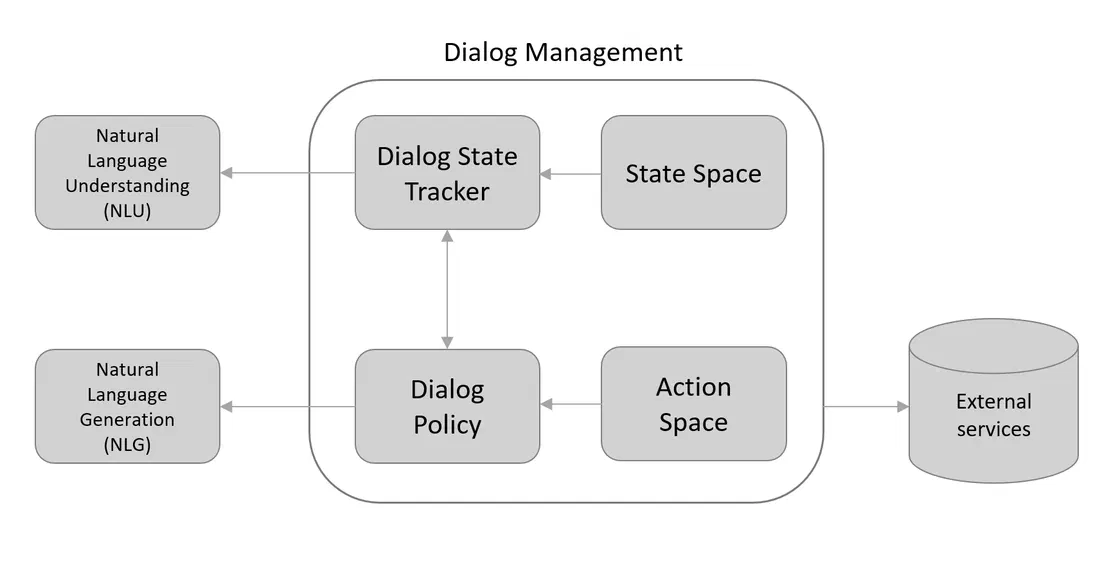 Dialog Management
Natural
Language
Understanding
(NLU)
Dialog State
Tracker
State Space
Natural
Language
Generation
(NLG)
Dialog
Policy
Action
Space
External
services